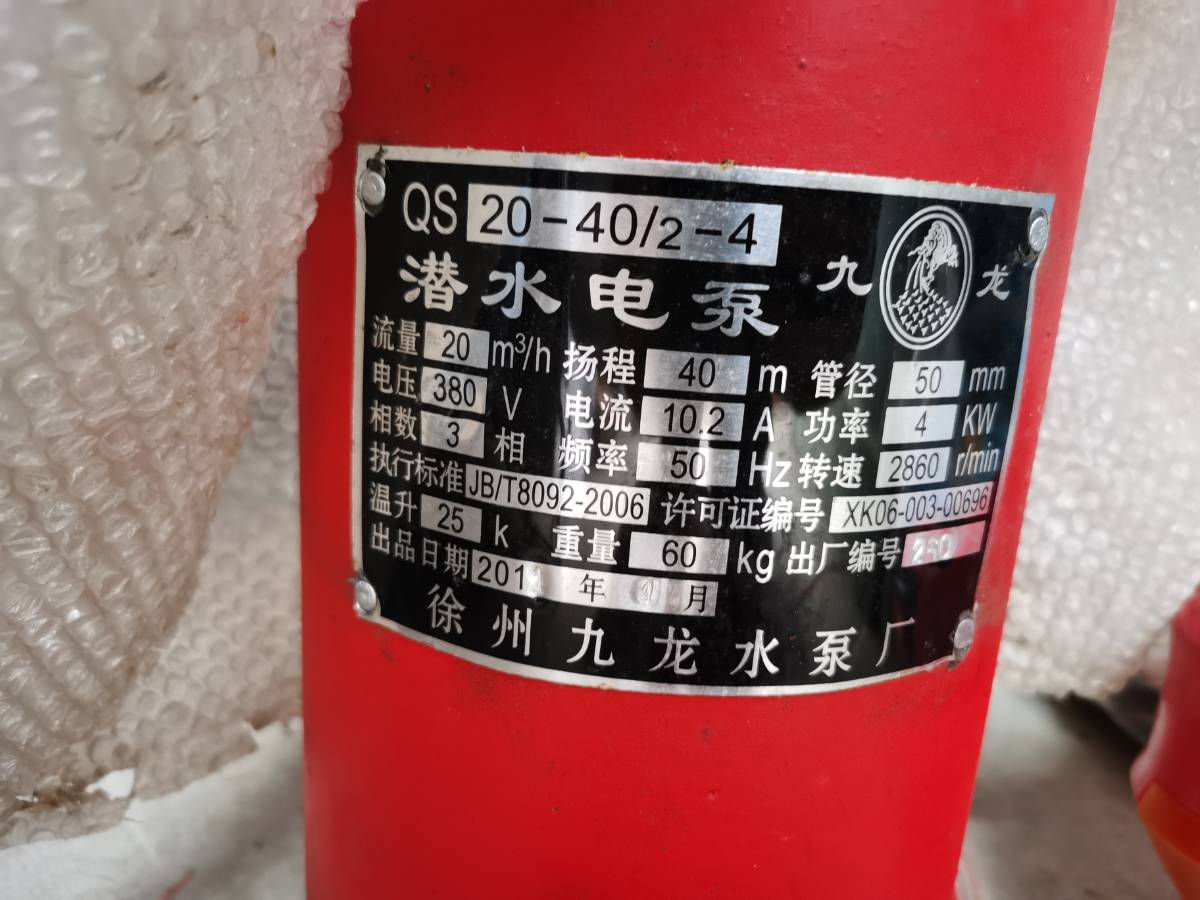 QS 20-40/2-4
潜水电泵 九龙
流量 20 m³/h 扬程 40 m 管径 50 mm
电压 380 V 电流 10.2 A 功率 4 KW
相数 3 相 频率 50 Hz 转速 2860 r/min
执行标准 JB/T8092-2006 许可证编号 XK06-003-00696
温升 25 k 重量 60 kg 出厂编号
出品日期 201 年 月
徐州九龙水泵厂